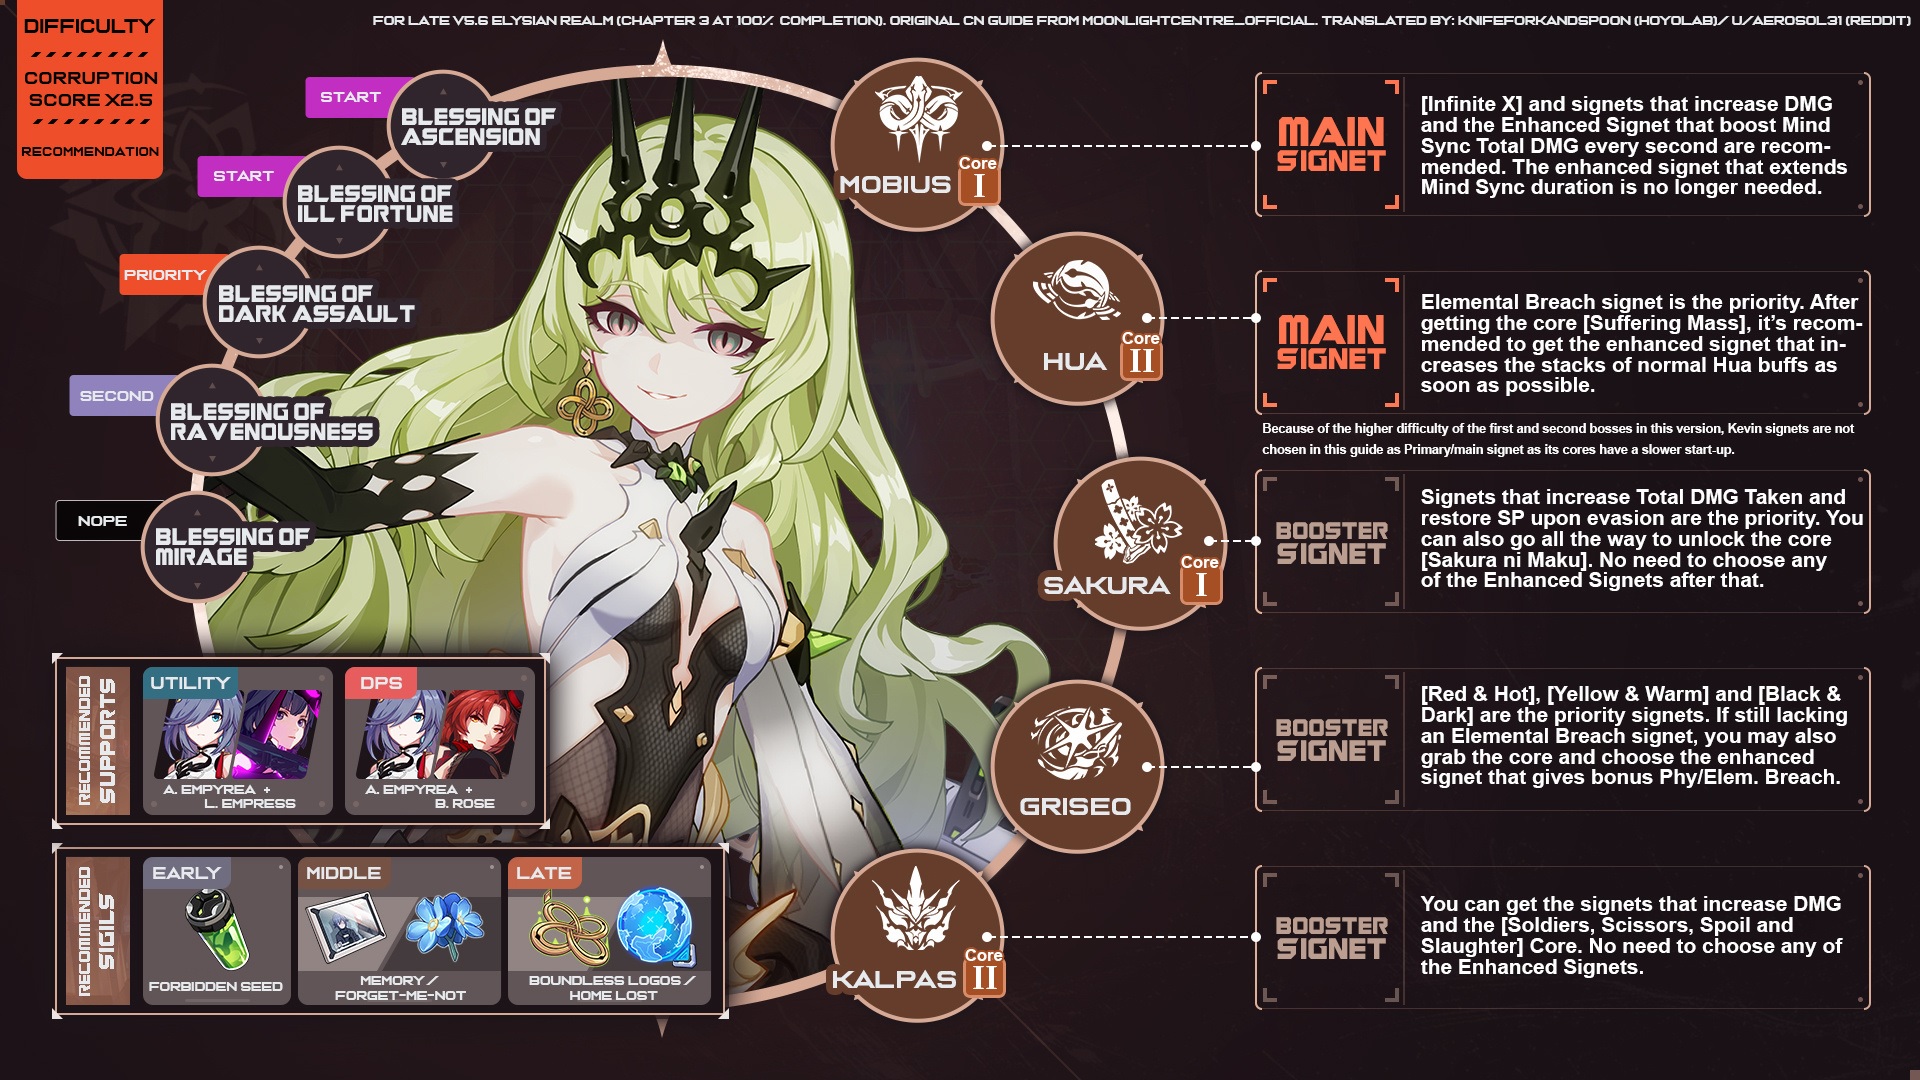 FOR LATE V5.6 ELYSIAN REALM (CHAPTER 3 AT 100% COMPLETION). ORIGINAL CN GUIDE FROM MOONLIGHTCENTRE_OFFICIAL. TRANSLATED BY: KNIFEFORKANDSPOON (HOYOLAB)/ U/AEROSOL31 (REDDIT)
DIFFICULTY
CORRUPTION
SCORE X2.5
RECOMMENDATION
START
BLESSING OF
ASCENSION
START
BLESSING OF
ILL FORTUNE
PRIORITY
BLESSING OF
DARK ASSAULT
SECOND
BLESSING OF
RAVENOUSNESS
NOPE
BLESSING OF
MIRAGE
RECOMMENDED
SUPPORTS
UTILITY
A. EMPYREA +
L. EMPRESS
DPS
A. EMPYREA +
B. ROSE
RECOMMENDED
SIGILS
EARLY
FORBIDDEN SEED
MIDDLE
MEMORY /
FORGET-ME-NOT
LATE
BOUNDLESS LOGOS /
HOME LOST
MOBIUS
Core
I
MAIN
SIGNET
[Infinite X] and signets that increase DMG
and the Enhanced Signet that boost Mind
Sync Total DMG every second are recom-
mended. The enhanced signet that extends
Mind Sync duration is no longer needed.
HUA
Core
II
MAIN
SIGNET
Elemental Breach signet is the priority. After
getting the core [Suffering Mass], it’s recom-
mended to get the enhanced signet that in-
creases the stacks of normal Hua buffs as
soon as possible.
Because of the higher difficulty of the first and second bosses in this version, Kevin signets are not
chosen in this guide as Primary/main signet as its cores have a slower start-up.
SAKURA
Core
I
BOOSTER
SIGNET
Signets that increase Total DMG Taken and
restore SP upon evasion are the priority. You
can also go all the way to unlock the core
[Sakura ni Maku]. No need to choose any
of the Enhanced Signets after that.
GRISEO
BOOSTER
SIGNET
[Red & Hot], [Yellow & Warm] and [Black &
Dark] are the priority signets. If still lacking
an Elemental Breach signet, you may also
grab the core and choose the enhanced
signet that gives bonus Phy/Elem. Breach.
KALPAS
Core
II
BOOSTER
SIGNET
You can get the signets that increase DMG
and the [Soldiers, Scissors, Spoil and
Slaughter] Core. No need to choose any of
the Enhanced Signets.